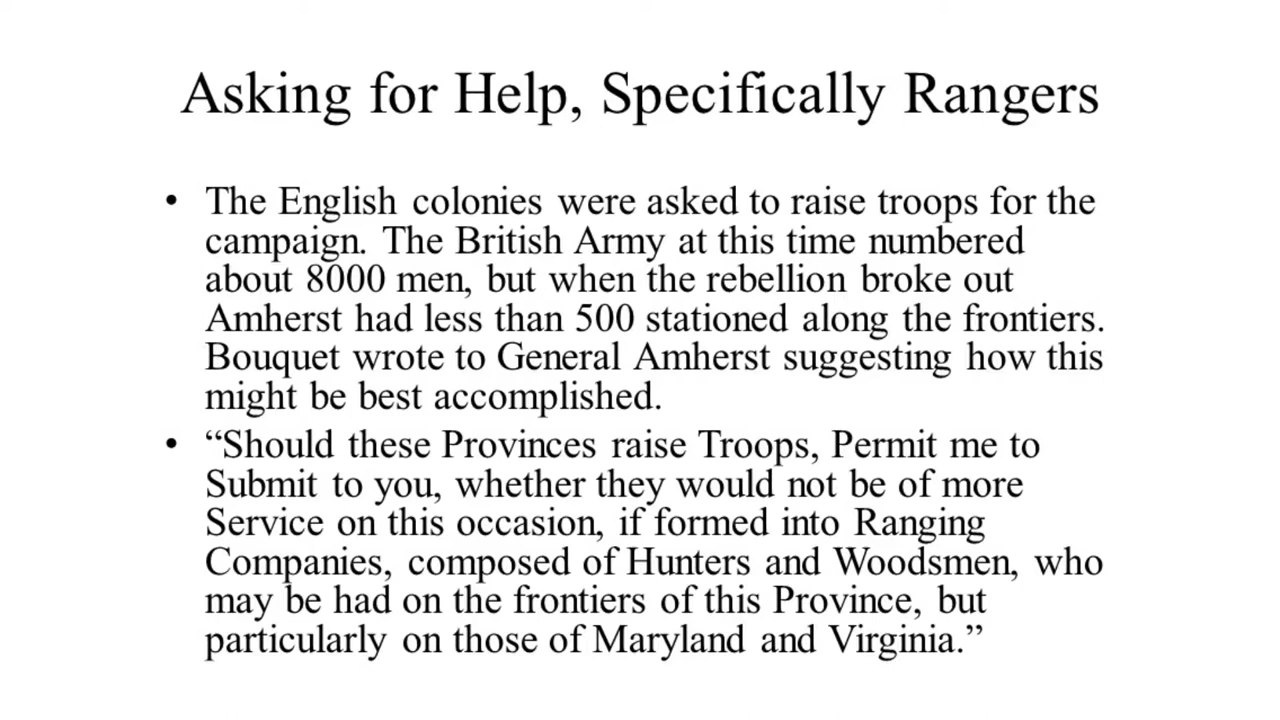 Asking for Help, Specifically Rangers
• The English colonies were asked to raise troops for the
campaign. The British Army at this time numbered
about 8000 men, but when the rebellion broke out
Amherst had less than 500 stationed along the frontiers.
Bouquet wrote to General Amherst suggesting how this
might be best accomplished.
• “Should these Provinces raise Troops, Permit me to
Submit to you, whether they would not be of more
Service on this occasion, if formed into Ranging
Companies, composed of Hunters and Woodsmen, who
may be had on the frontiers of this Province, but
particularly on those of Maryland and Virginia.”